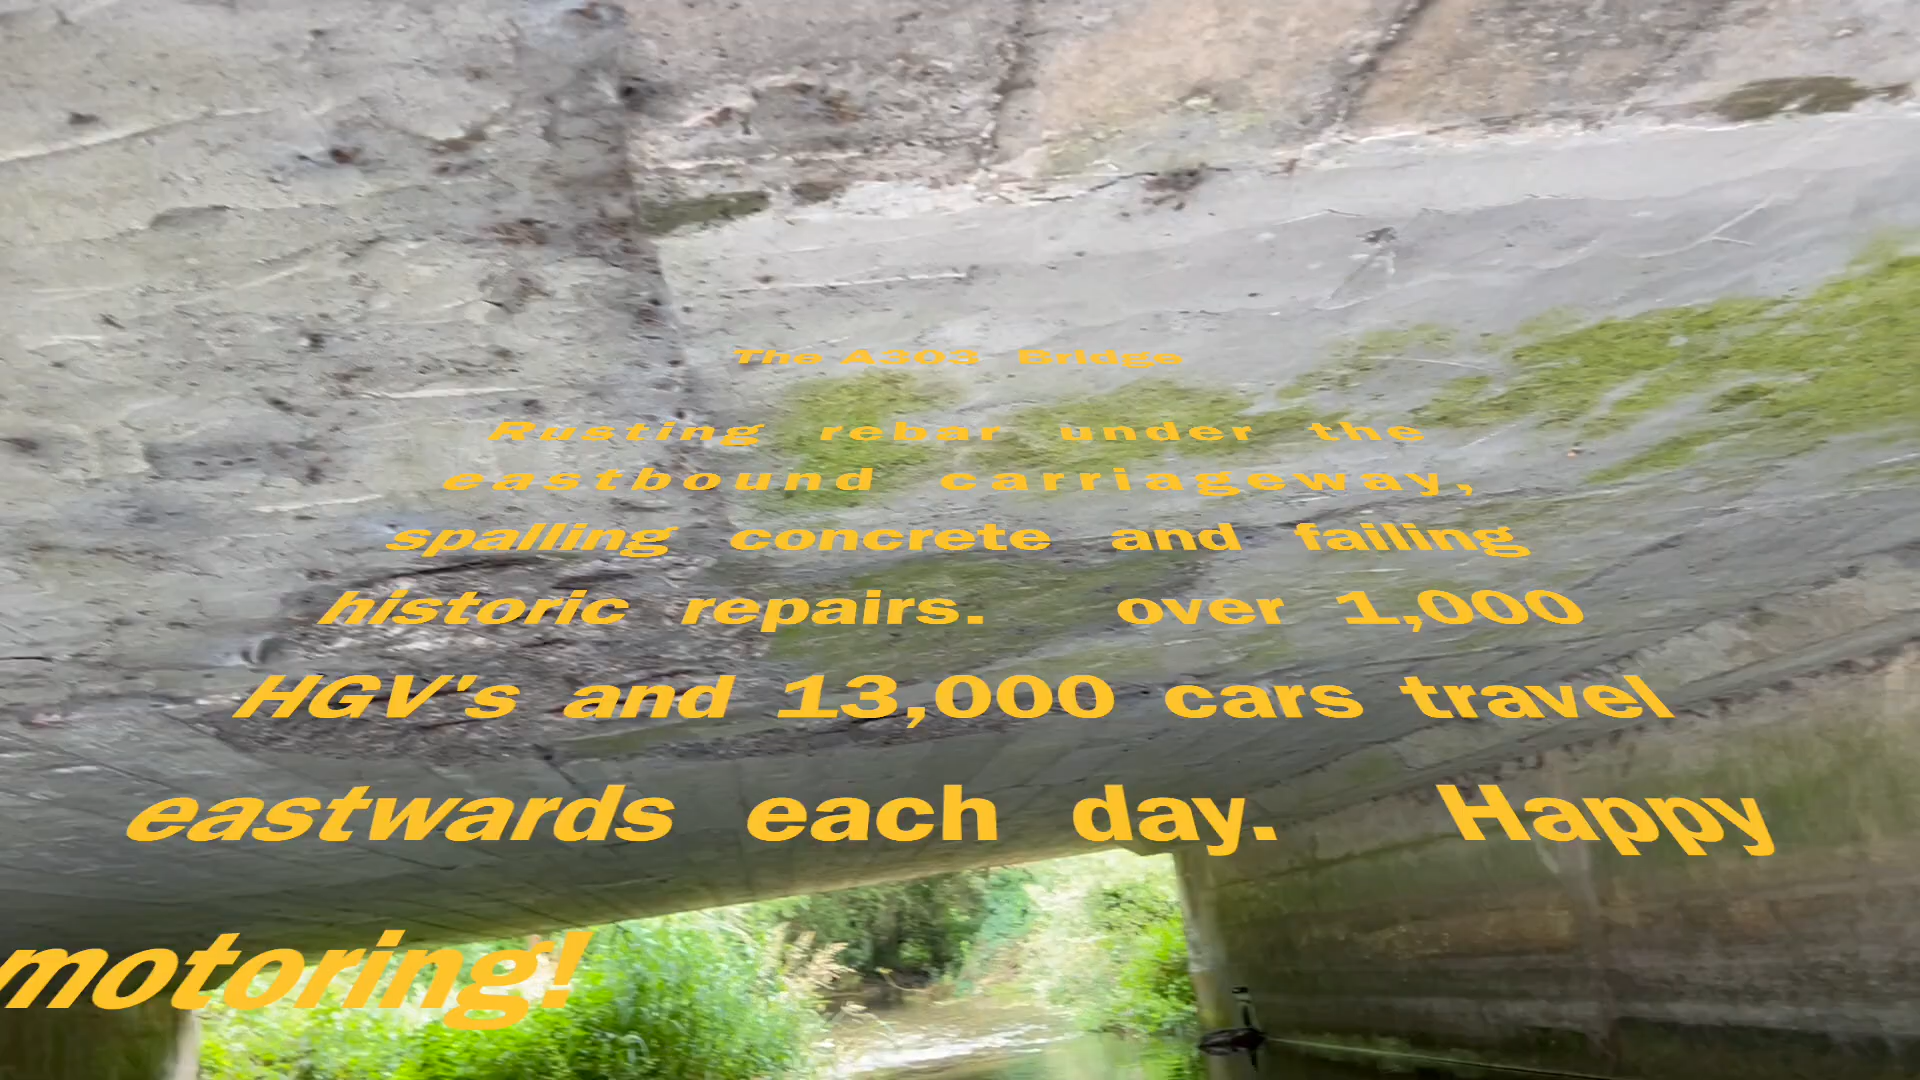 The A303 Bridge
Rusting rebar under the
eastbound carriageway,
spalling concrete and failing
historic repairs. over 1,000
HGV's and 13,000 cars travel
eastwards each day. Happy
motoring!